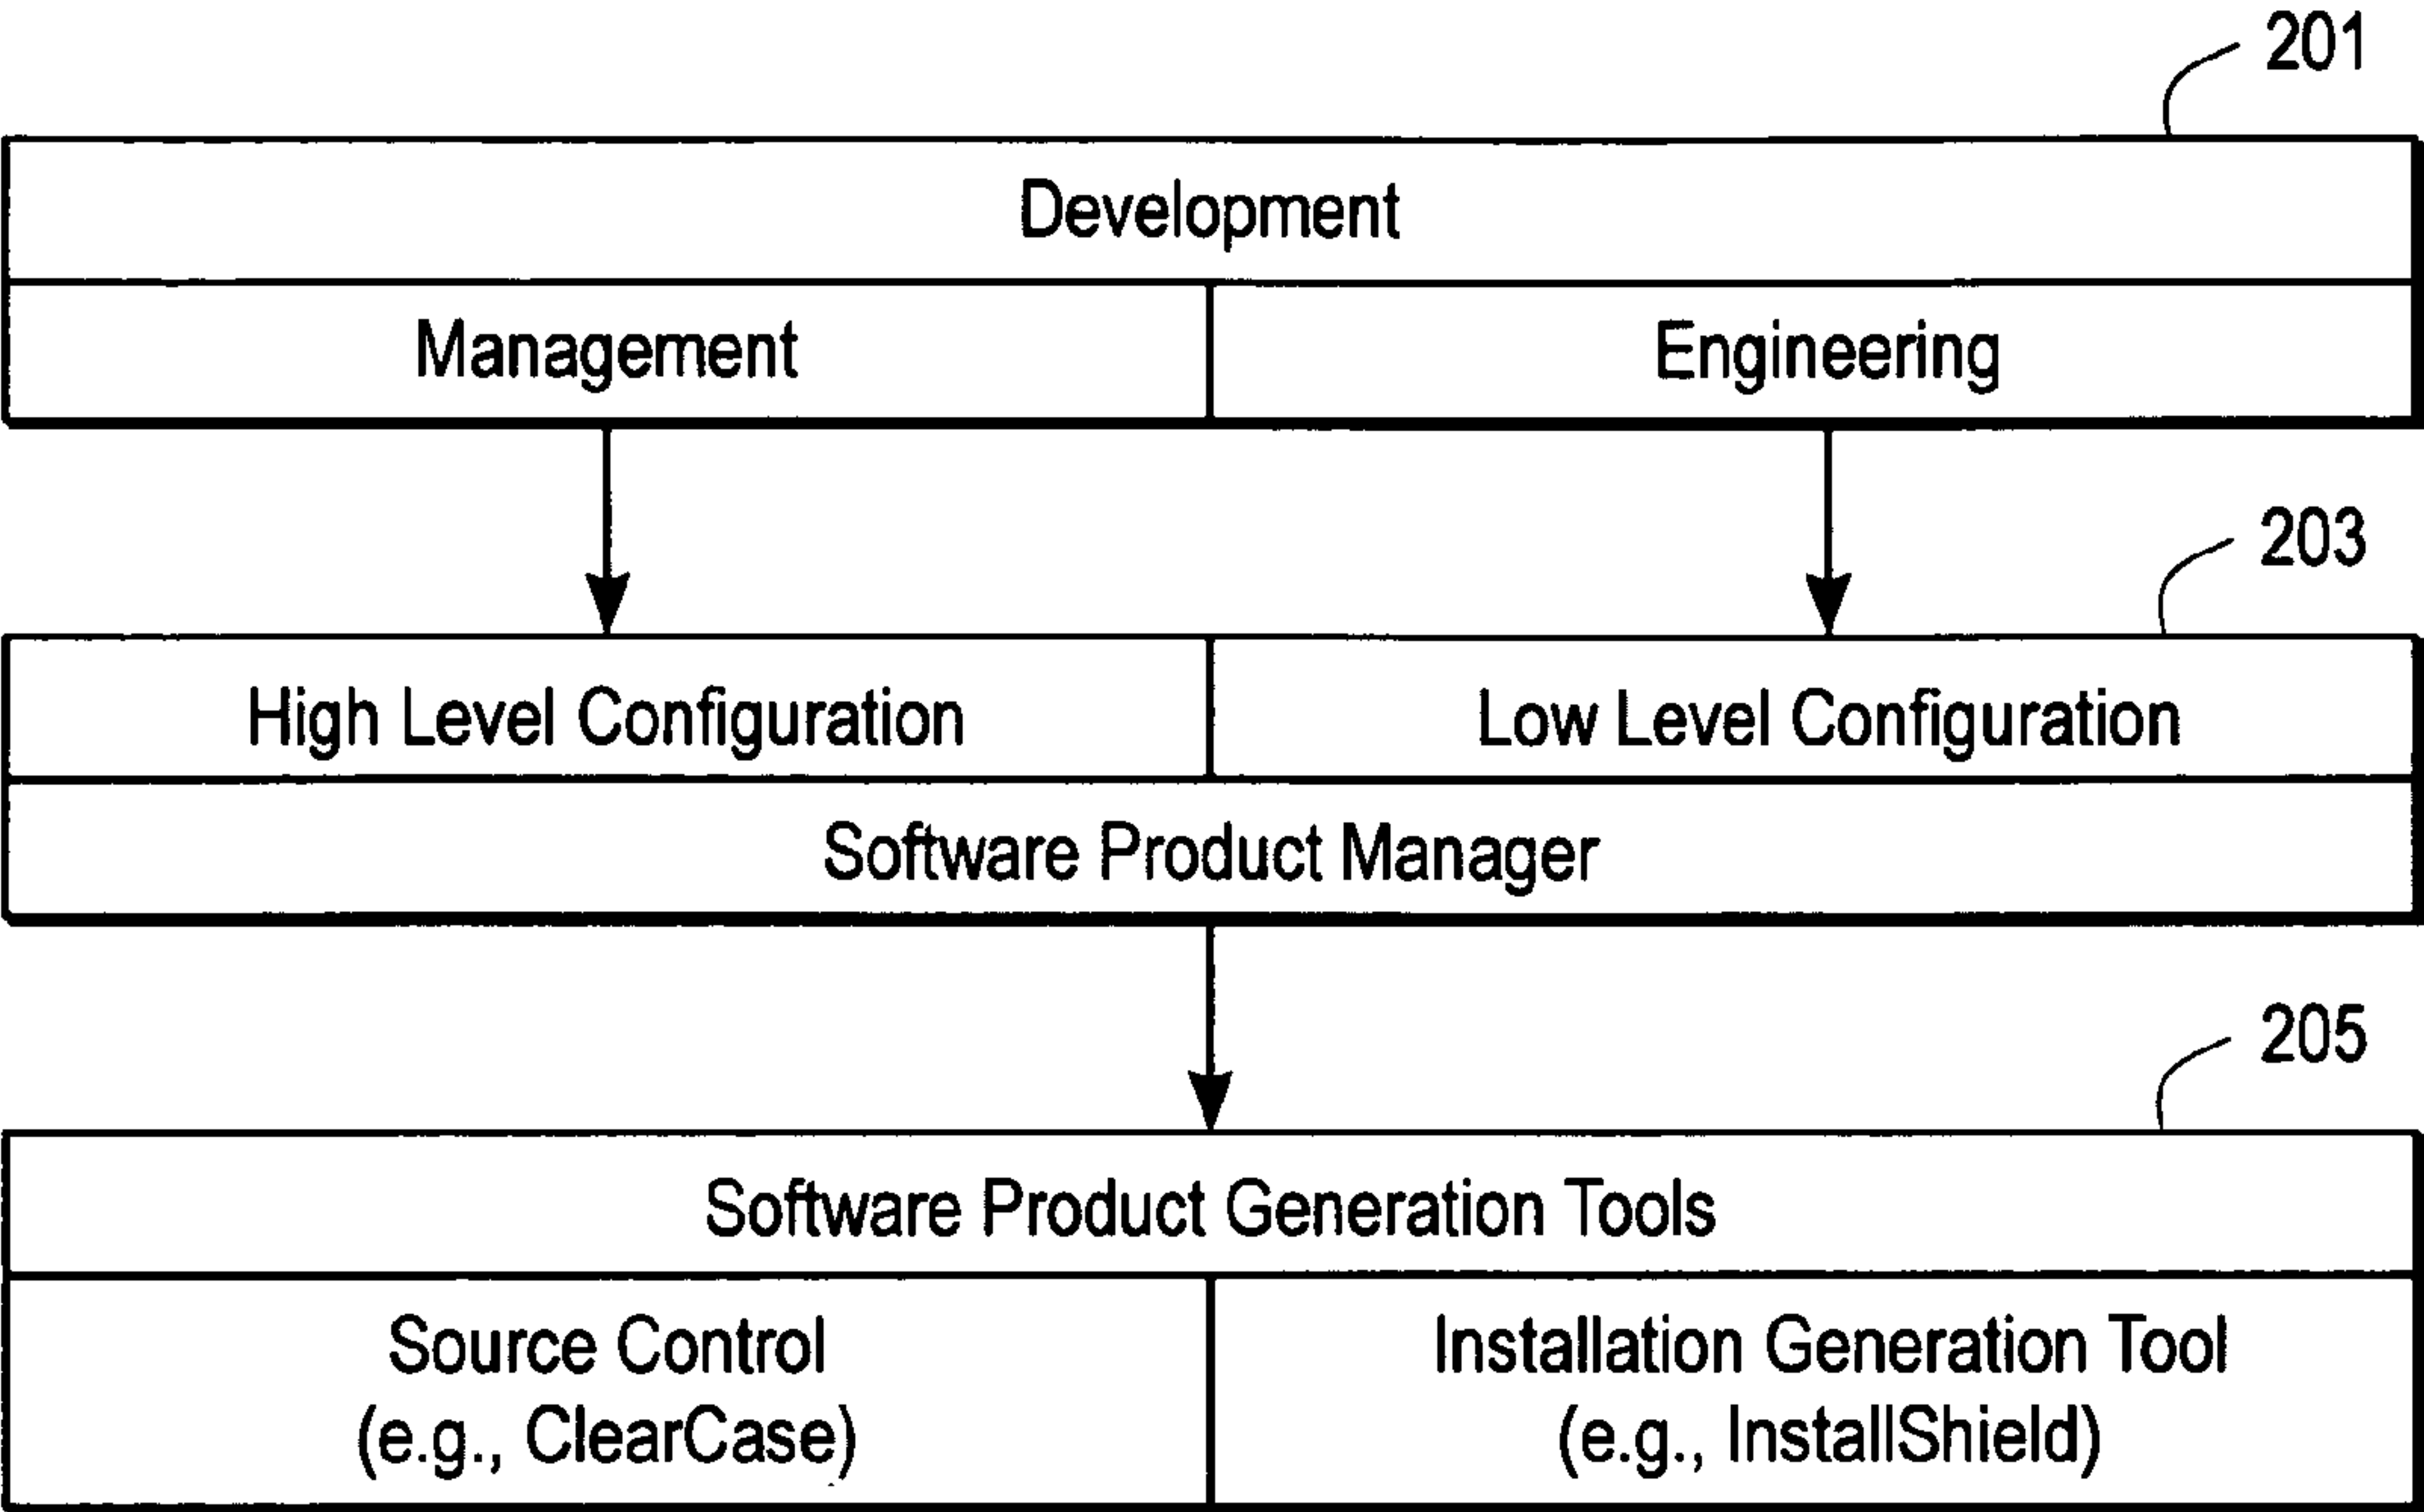 201
Development
Management
Engineering
203
High Level Configuration
Low Level Configuration
Software Product Manager
205
Software Product Generation Tools
Source Control
(e.g., ClearCase)
Installation Generation Tool
(e.g., InstallShield)